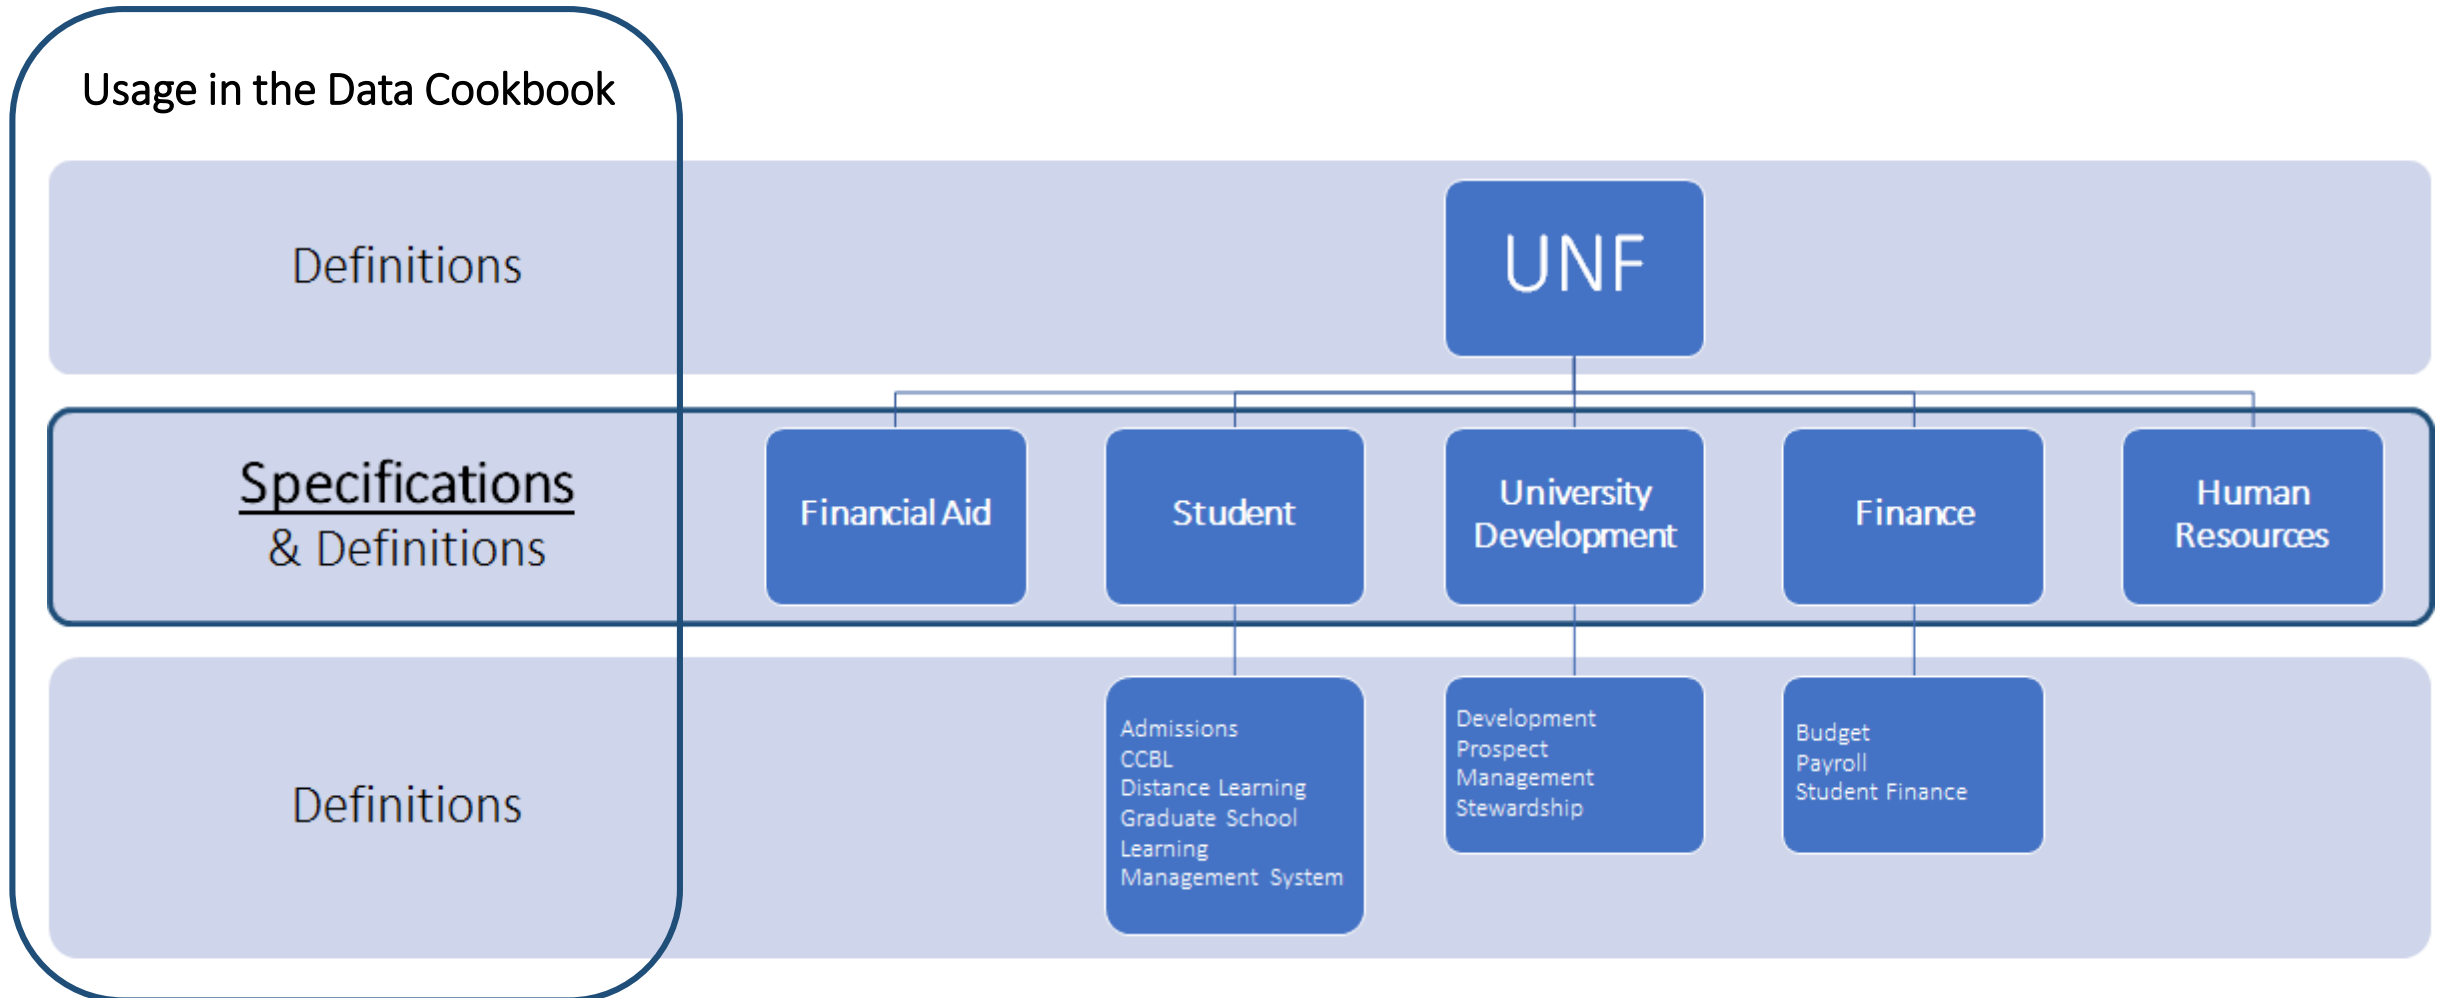 Usage in the Data Cookbook
Definitions
UNF
Specifications
& Definitions
Financial Aid
Student
University
Development
Finance
Human
Resources
Definitions
Admissions
CCBL
Distance Learning
Graduate School
Learning
Management System
Development
Prospect
Management
Stewardship
Budget
Payroll
Student Finance